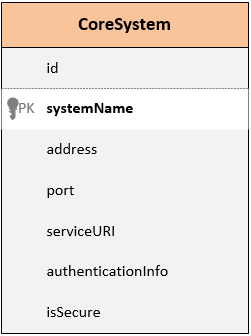 CoreSystem
id
PK systemName
address
port
serviceURI
authenticationInfo
isSecure